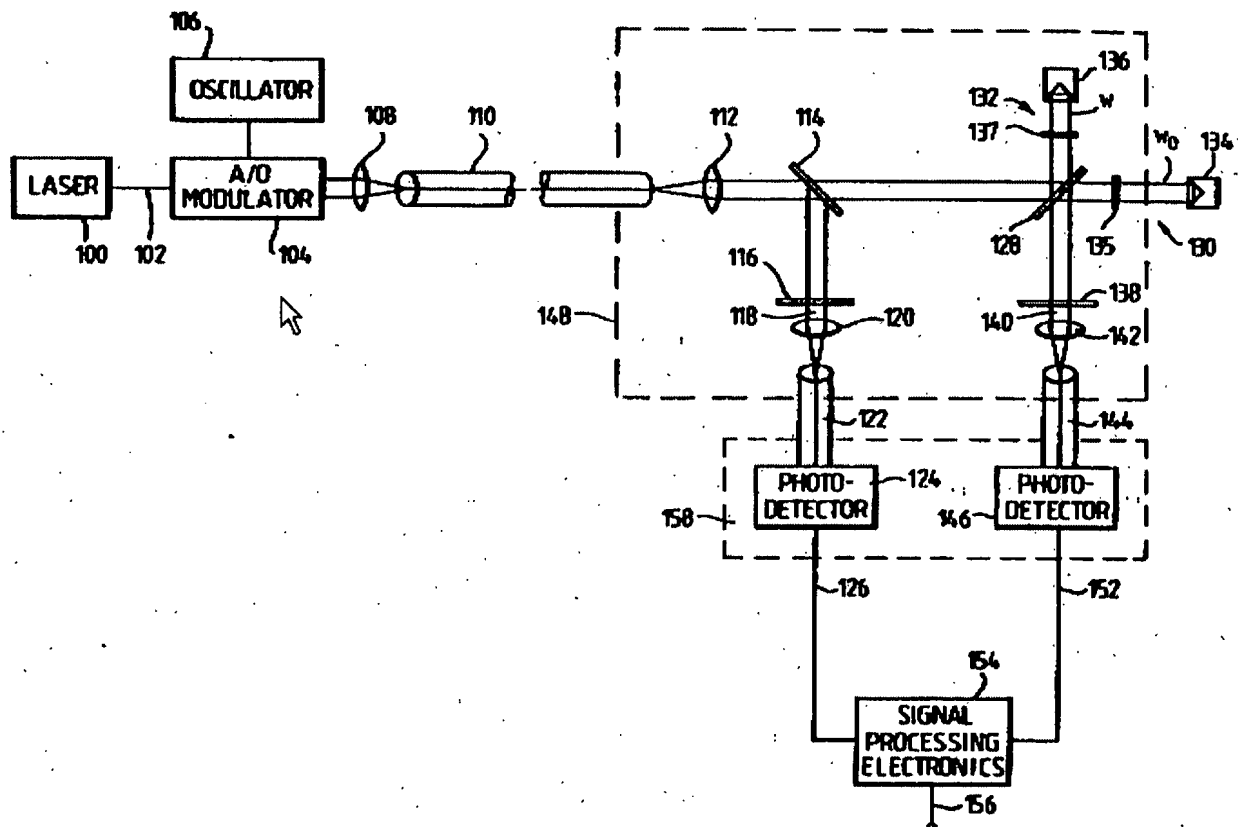 106
OSCILLATOR
108
110
112
114
132
136
W
137
W0
134
LASER
A/O
MODULATOR
100
102
104
128
135
130
116
118
120
138
140
142
148
122
144
PHOTO-
DETECTOR
124
PHOTO-
DETECTOR
146
158
126
152
154
SIGNAL
PROCESSING
ELECTRONICS
156